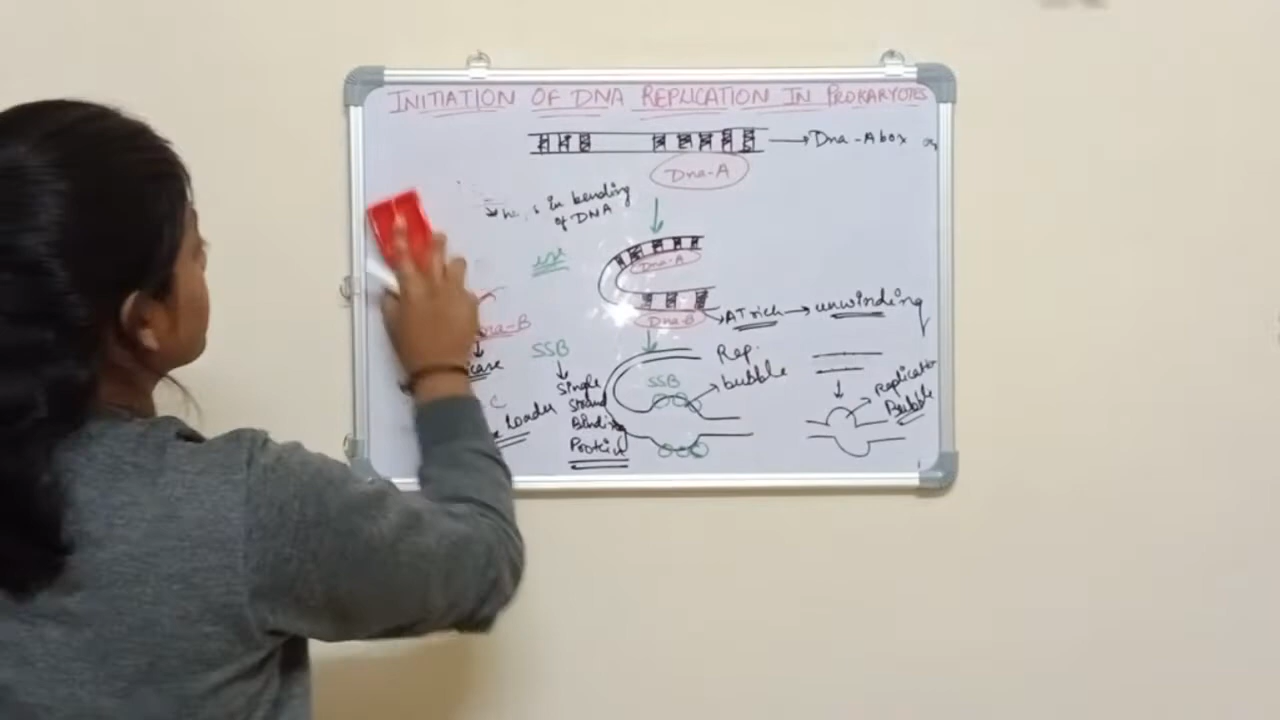 INITIATION OF DNA REPLICATION IN PROKARYOTES
Dna-A box
Dna-A
in bending
of DNA
Dna-A
Dna-B
AT rich → unwinding
SSB
↓
Single
Strand
Binding
Protein
Loader
Rep.
bubble
SSB
Replication
Bubble